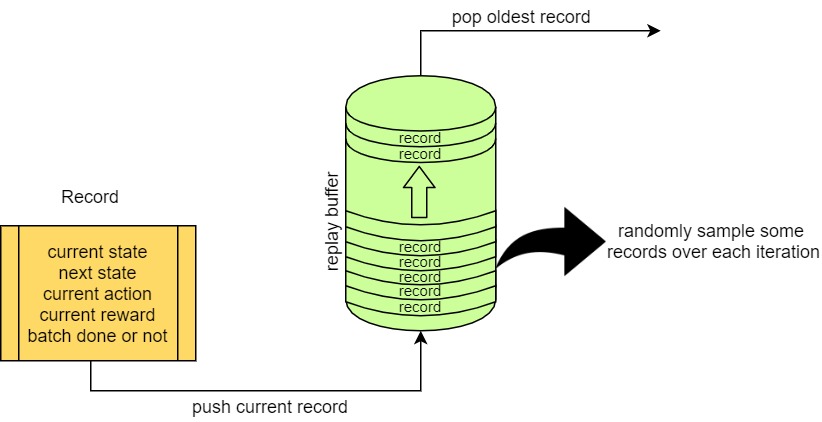 pop oldest record
record
record
replay buffer
Record
current state
next state
current action
current reward
batch done or not
record
record
record
record
record
randomly sample some
records over each iteration
push current record